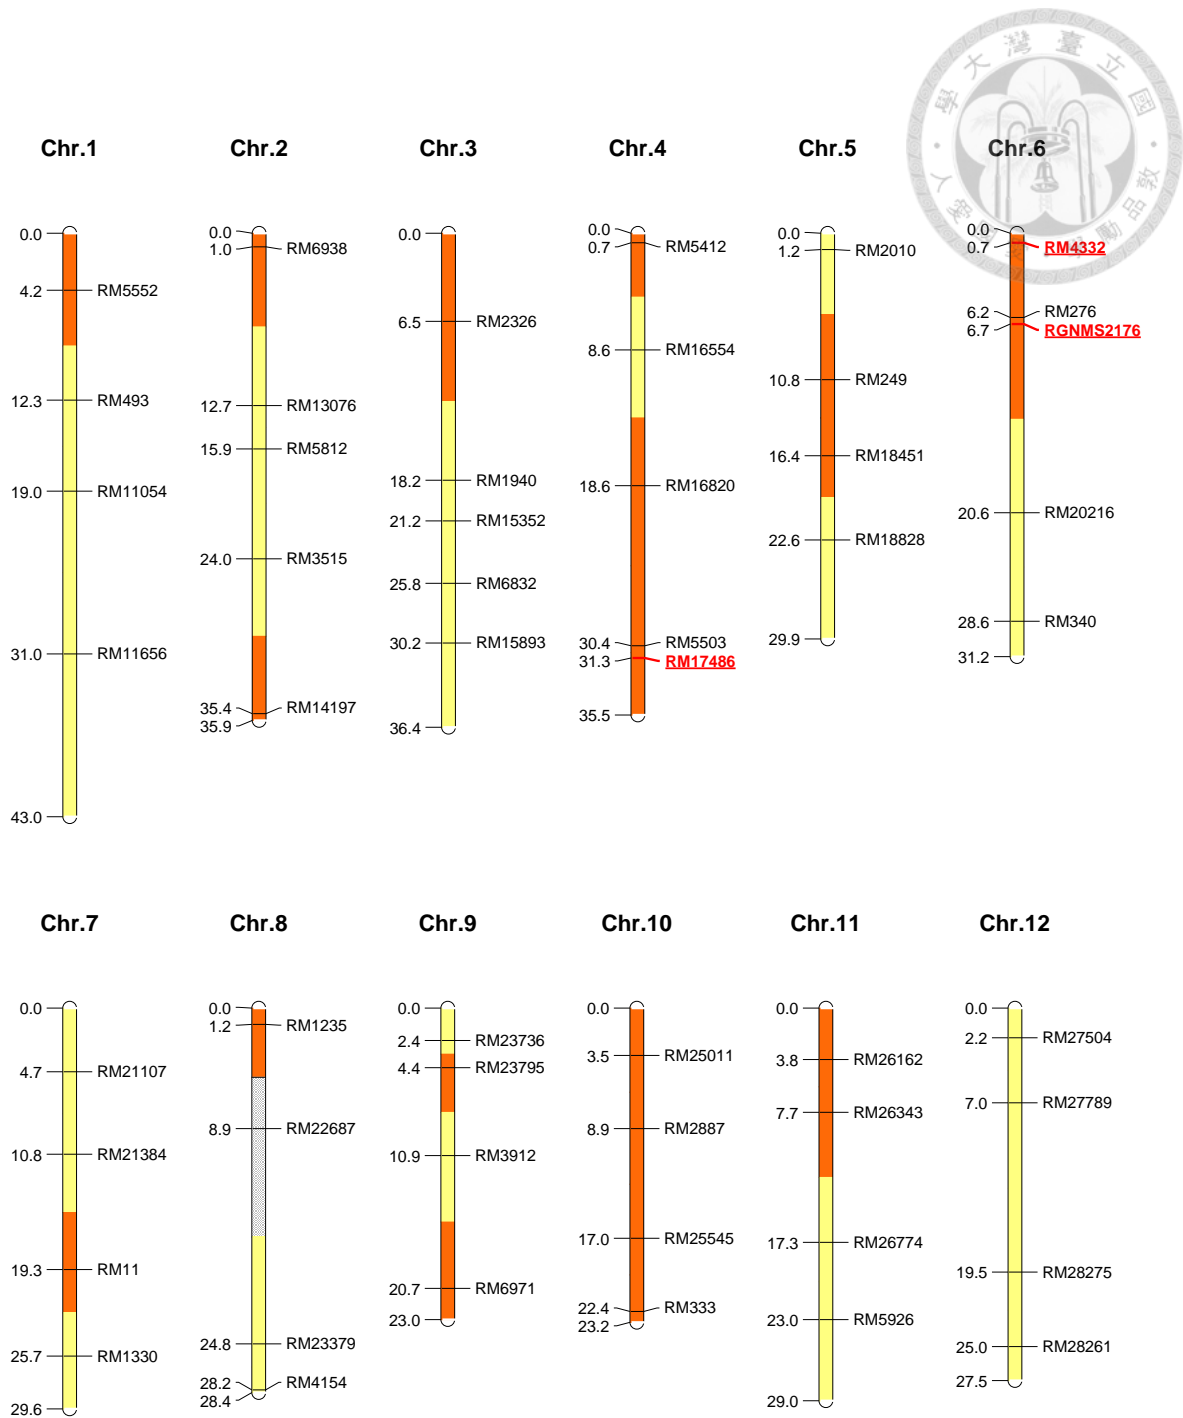 國立臺灣大學
敦品勵學
愛人
Chr.1
0.0
4.2 RM5552
12.3 RM493
19.0 RM11054
31.0 RM11656
43.0
Chr.2
0.0
1.0 RM6938
12.7 RM13076
15.9 RM5812
24.0 RM3515
35.4 RM14197
35.9
Chr.3
0.0
6.5 RM2326
18.2 RM1940
21.2 RM15352
25.8 RM6832
30.2 RM15893
36.4
Chr.4
0.0
0.7 RM5412
8.6 RM16554
18.6 RM16820
30.4 RM5503
31.3 RM17486
35.5
Chr.5
0.0
1.2 RM2010
10.8 RM249
16.4 RM18451
22.6 RM18828
29.9
Chr.6
0.0
0.7 RM4332
6.2 RM276
6.7 RGNMS2176
20.6 RM20216
28.6 RM340
31.2
Chr.7
0.0
4.7 RM21107
10.8 RM21384
19.3 RM11
25.7 RM1330
29.6
Chr.8
0.0
1.2 RM1235
8.9 RM22687
24.8 RM23379
28.2 RM4154
28.4
Chr.9
0.0
2.4 RM23736
4.4 RM23795
10.9 RM3912
20.7 RM6971
23.0
Chr.10
0.0
3.5 RM25011
8.9 RM2887
17.0 RM25545
22.4 RM333
23.2
Chr.11
0.0
3.8 RM26162
7.7 RM26343
17.3 RM26774
23.0 RM5926
29.0
Chr.12
0.0
2.2 RM27504
7.0 RM27789
19.5 RM28275
25.0 RM28261
27.5